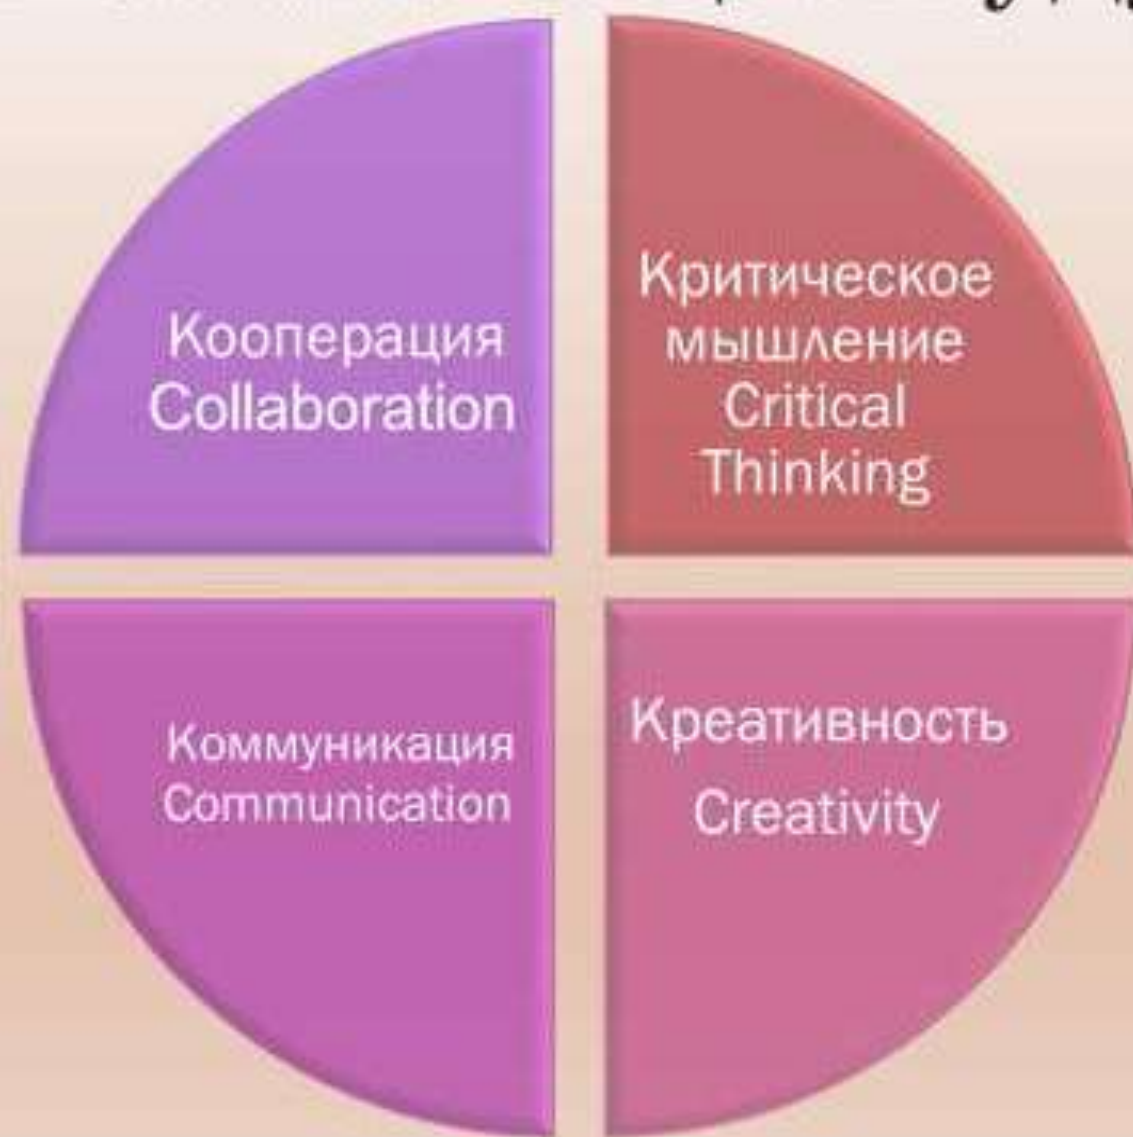 Кооперация
Collaboration
Критическое
мышление
Critical
Thinking
Коммуникация
Communication
Креативность
Creativity